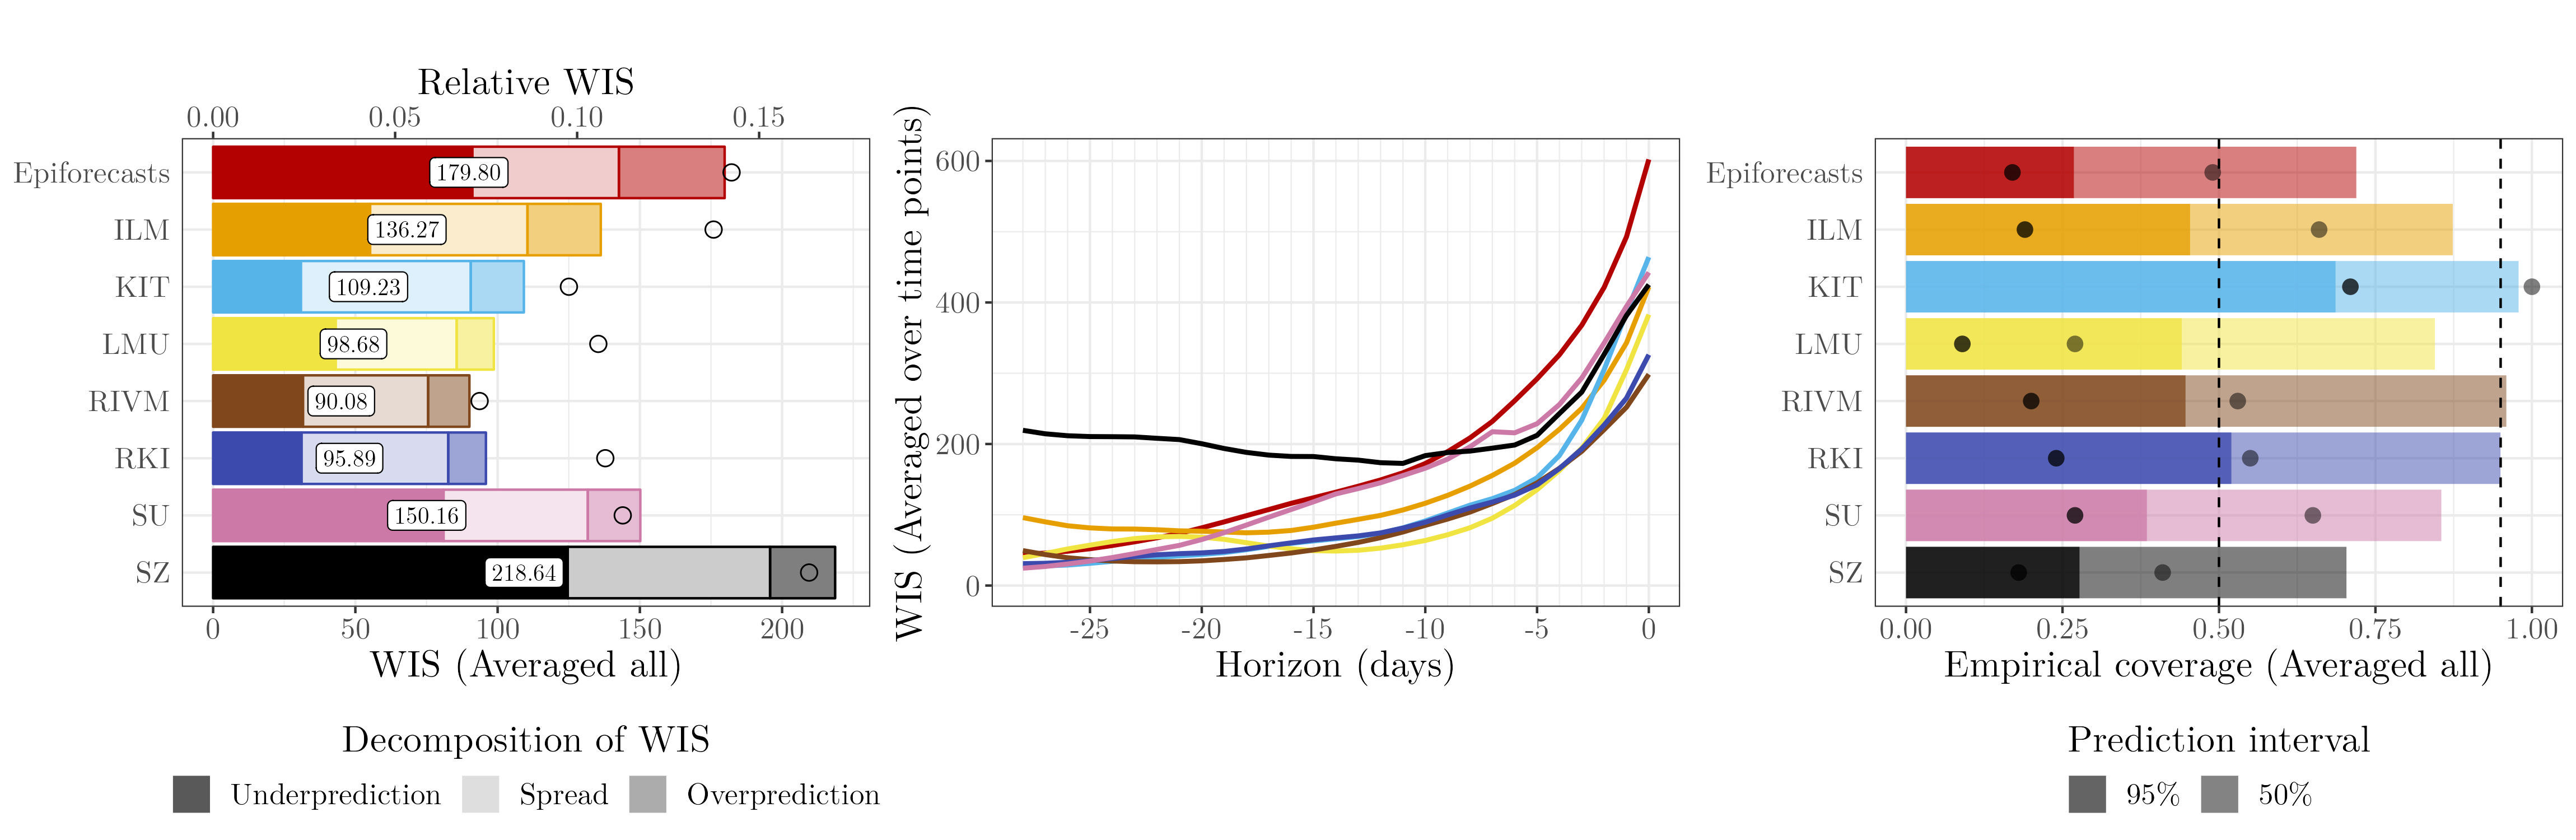 Relative WIS
0.00 0.05 0.10 0.15
Epiforecasts
ILM
KIT
LMU
RIVM
RKI
SU
SZ
179.80
136.27
109.23
98.68
90.08
95.89
150.16
218.64
0 50 100 150 200
WIS (Averaged all)
Decomposition of WIS
Underprediction Spread Overprediction
WIS (Averaged over time points)
600
400
200
0
-25 -20 -15 -10 -5 0
Horizon (days)
Epiforecasts
ILM
KIT
LMU
RIVM
RKI
SU
SZ
0.00 0.25 0.50 0.75 1.00
Empirical coverage (Averaged all)
Prediction interval
95% 50%